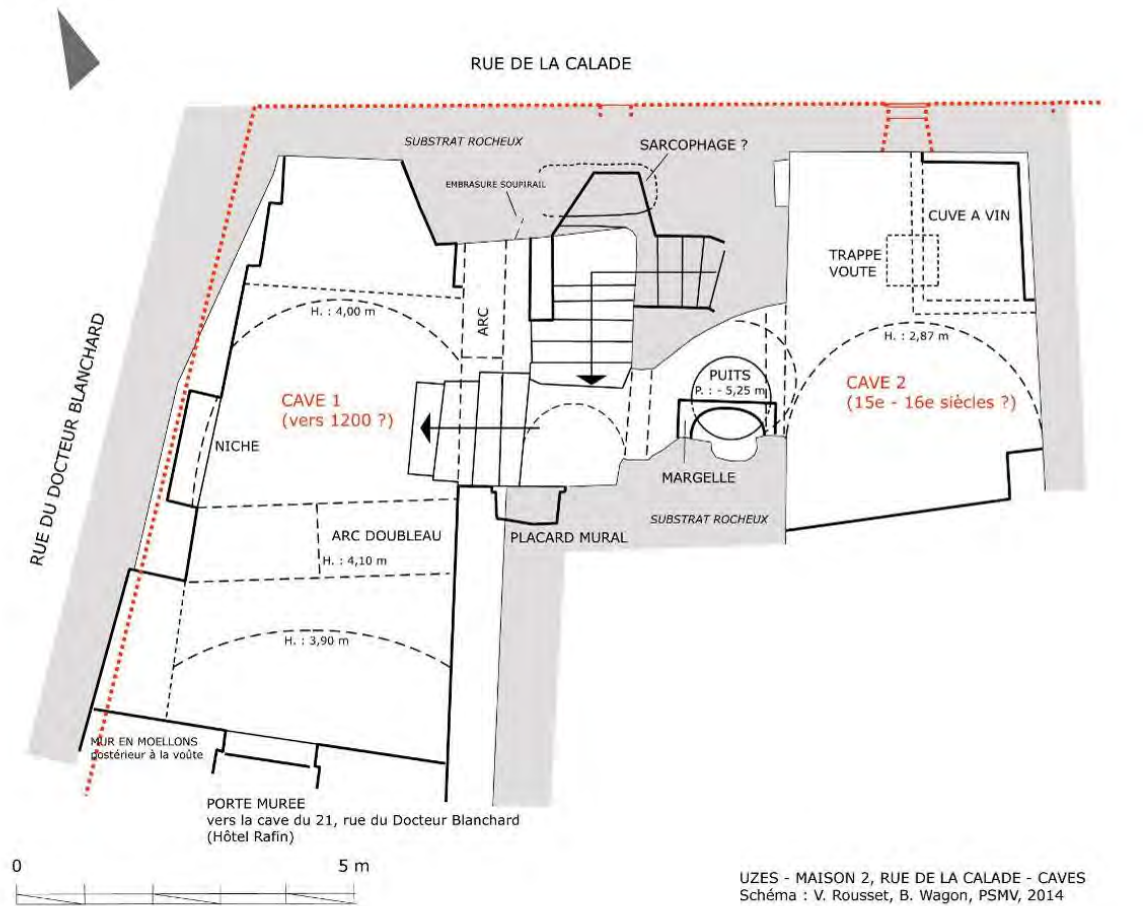 RUE DE LA CALADE
SUBSTRAT ROCHEUX
SARCOPHAGE ?
EMBRASURE SOUPIRAIL
CUVE A VIN
TRAPPE
VOUTE
H. : 4,00 m
ARC
H. : 2,87 m
RUE DU DOCTEUR BLANCHARD
CAVE 1
(vers 1200 ?)
PUITS
P. : - 5,25 m
CAVE 2
(15e - 16e siècles ?)
NICHE
MARGELLE
SUBSTRAT ROCHEUX
ARC DOUBLEAU
H. : 4,10 m
PLACARD MURAL
H. : 3,90 m
MUR EN MOELLONS
postérieur à la voûte
PORTE MUREE
vers la cave du 21, rue du Docteur Blanchard
(Hôtel Rafin)
0 5 m
UZES - MAISON 2, RUE DE LA CALADE - CAVES
Schéma : V. Rousset, B. Wagon, PSMV, 2014